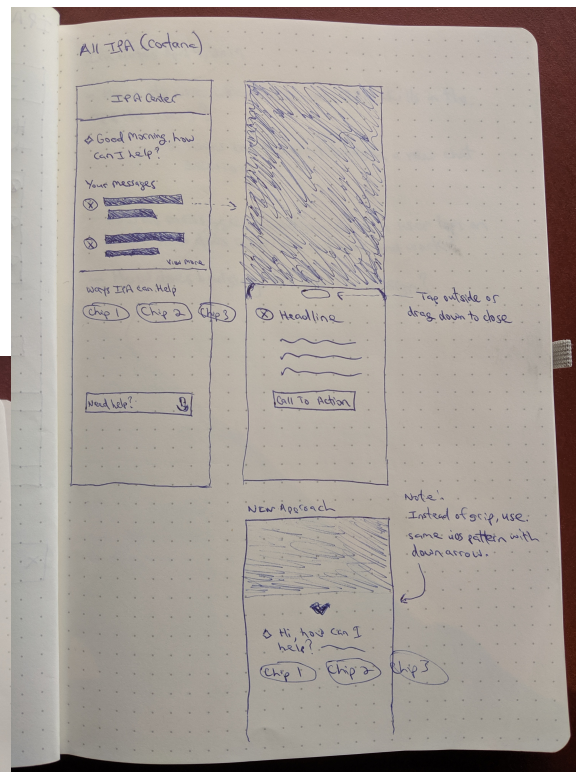 All IPA (Cortana)
IPA Center
Good Morning, how
can I help?
Your messages
View more
ways IPA can Help
Chip 1 Chip 2 Chip 3
Need help?
Tap outside or
drag down to close
Headline
Call To Action
New Approach
Note:
Instead of grip, use
same ios pattern with
down arrow.
Hi, how can I
help?
Chip 1 Chip 2 Chip 3